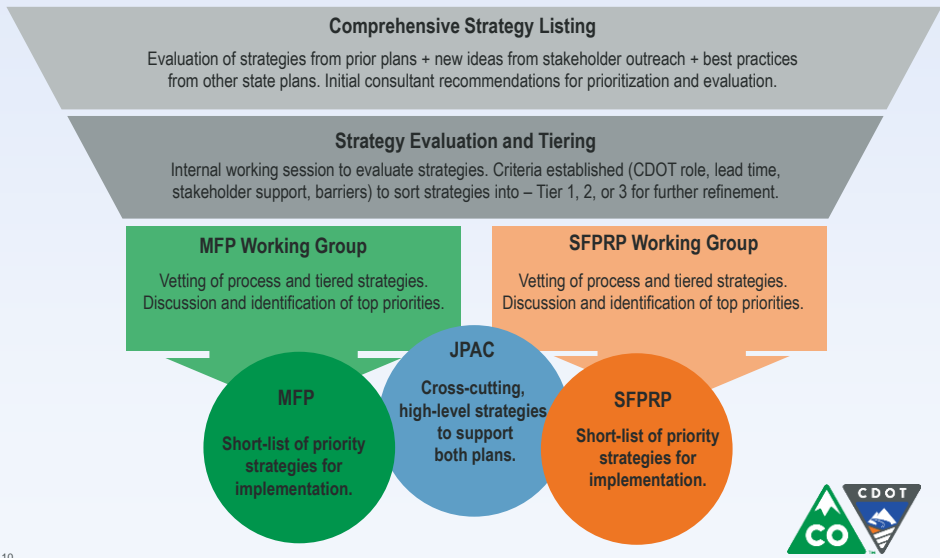 Comprehensive Strategy Listing
Evaluation of strategies from prior plans + new ideas from stakeholder outreach + best practices
from other state plans. Initial consultant recommendations for prioritization and evaluation.
Strategy Evaluation and Tiering
Internal working session to evaluate strategies. Criteria established (CDOT role, lead time,
stakeholder support, barriers) to sort strategies into – Tier 1, 2, or 3 for further refinement.
MFP Working Group
Vetting of process and tiered strategies.
Discussion and identification of top priorities.
SFPRP Working Group
Vetting of process and tiered strategies.
Discussion and identification of top priorities.
MFP
Short-list of priority
strategies for
implementation.
JPAC
Cross-cutting,
high-level strategies
to support
both plans.
SFPRP
Short-list of priority
strategies for
implementation.
CO
TM
CDOT